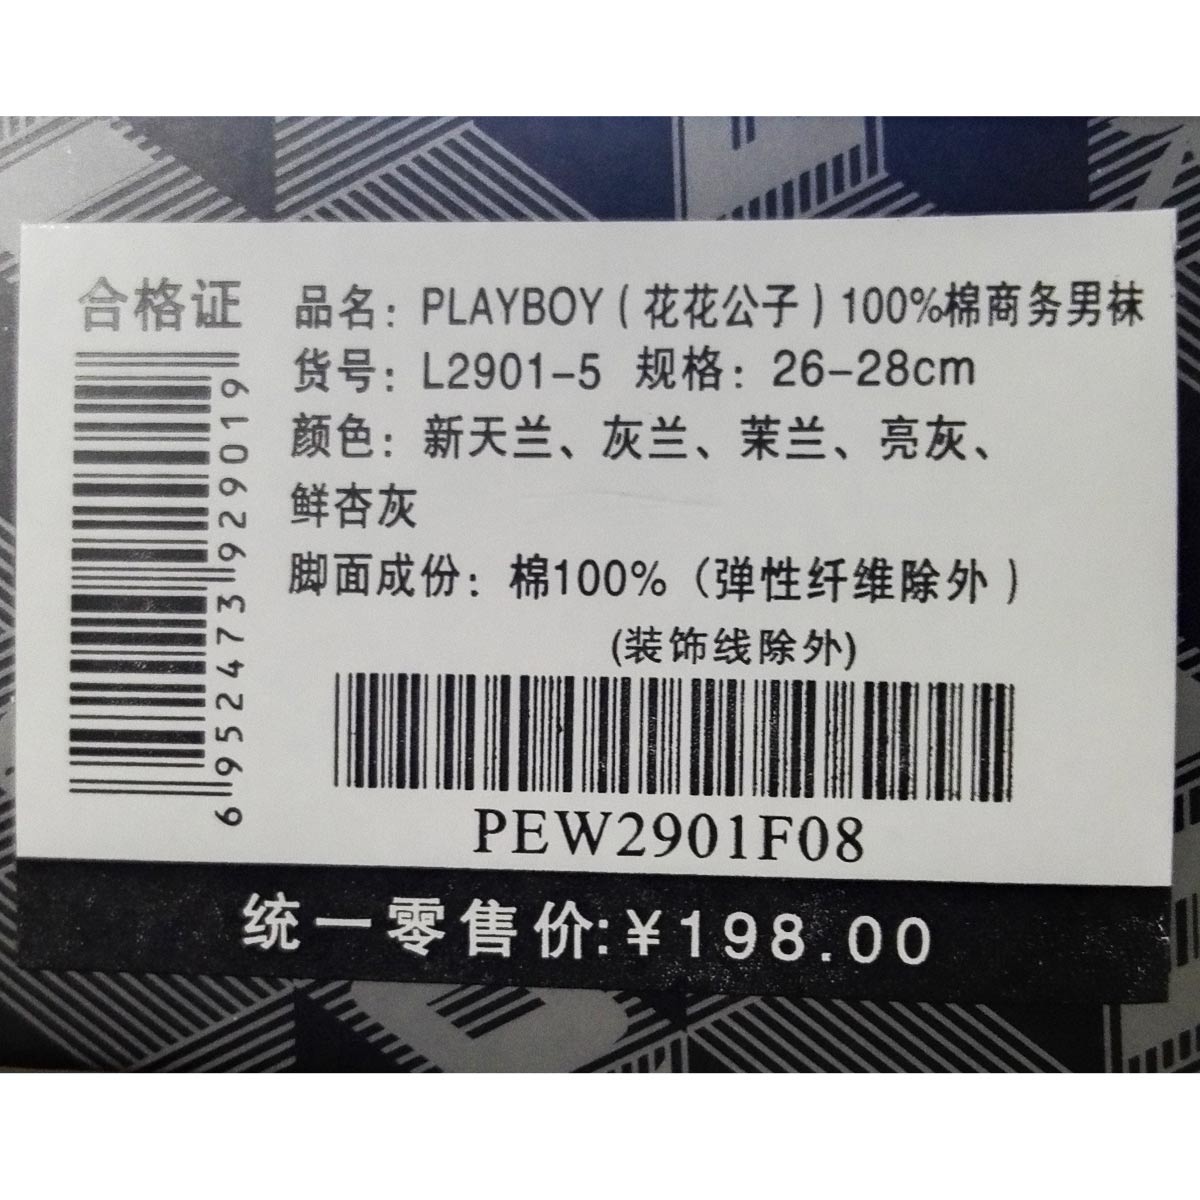 合格证
6952473929019
品名：PLAYBOY（花花公子）100%棉商务男袜
货号：L2901-5 规格：26-28cm
颜色：新天兰、灰兰、茉兰、亮灰、
鲜杏灰
脚面成份：棉100%（弹性纤维除外）
(装饰线除外)
PEW2901F08
统一零售价:¥198.00